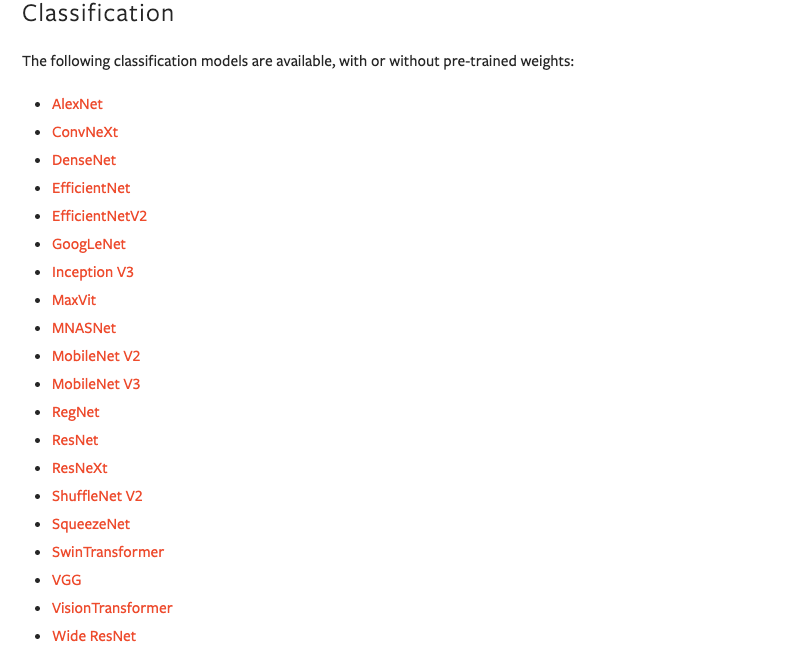 Classification
The following classification models are available, with or without pre-trained weights:
AlexNet
ConvNeXt
DenseNet
EfficientNet
EfficientNetV2
GoogLeNet
Inception V3
MaxVit
MNASNet
MobileNet V2
MobileNet V3
RegNet
ResNet
ResNeXt
ShuffleNet V2
SqueezeNet
SwinTransformer
VGG
VisionTransformer
Wide ResNet